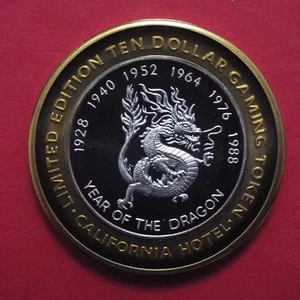 LIMITED EDITION TEN DOLLAR GAMING TOKEN
· CALIFORNIA HOTEL ·
1928 1940 1952 1964 1976 1988
YEAR OF THE DRAGON